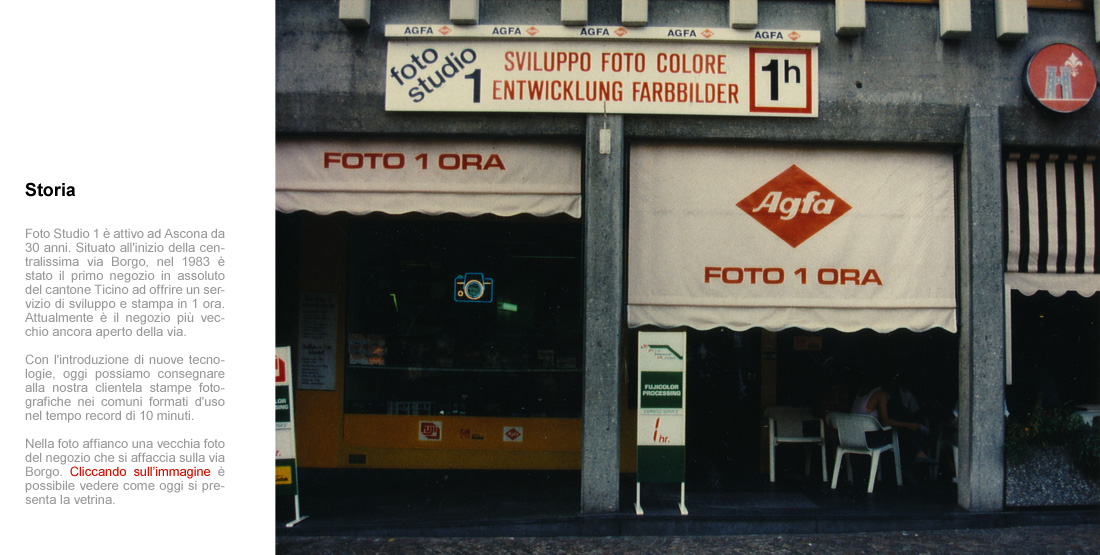 Storia
Foto Studio 1 è attivo ad Ascona da
30 anni. Situato all'inizio della cen-
tralissima via Borgo, nel 1983 è
stato il primo negozio in assoluto
del cantone Ticino ad offrire un ser-
vizio di sviluppo e stampa in 1 ora.
Attualmente è il negozio più vec-
chio ancora aperto della via.
Con l'introduzione di nuove tecno-
logie, oggi possiamo consegnare
alla nostra clientela stampe foto-
grafiche nei comuni formati d'uso
nel tempo record di 10 minuti.
Nella foto affianco una vecchia foto
del negozio che si affaccia sulla via
Borgo. Cliccando sull'immagine è
possibile vedere come oggi si pre-
senta la vetrina.
AGFA AGFA AGFA AGFA AGFA
foto
studio 1
SVILUPPO FOTO COLORE
ENTWICKLUNG FARBBILDER
1h
FOTO 1 ORA
Agfa
FOTO 1 ORA
FUJICOLOR
PROCESSING
1hr.